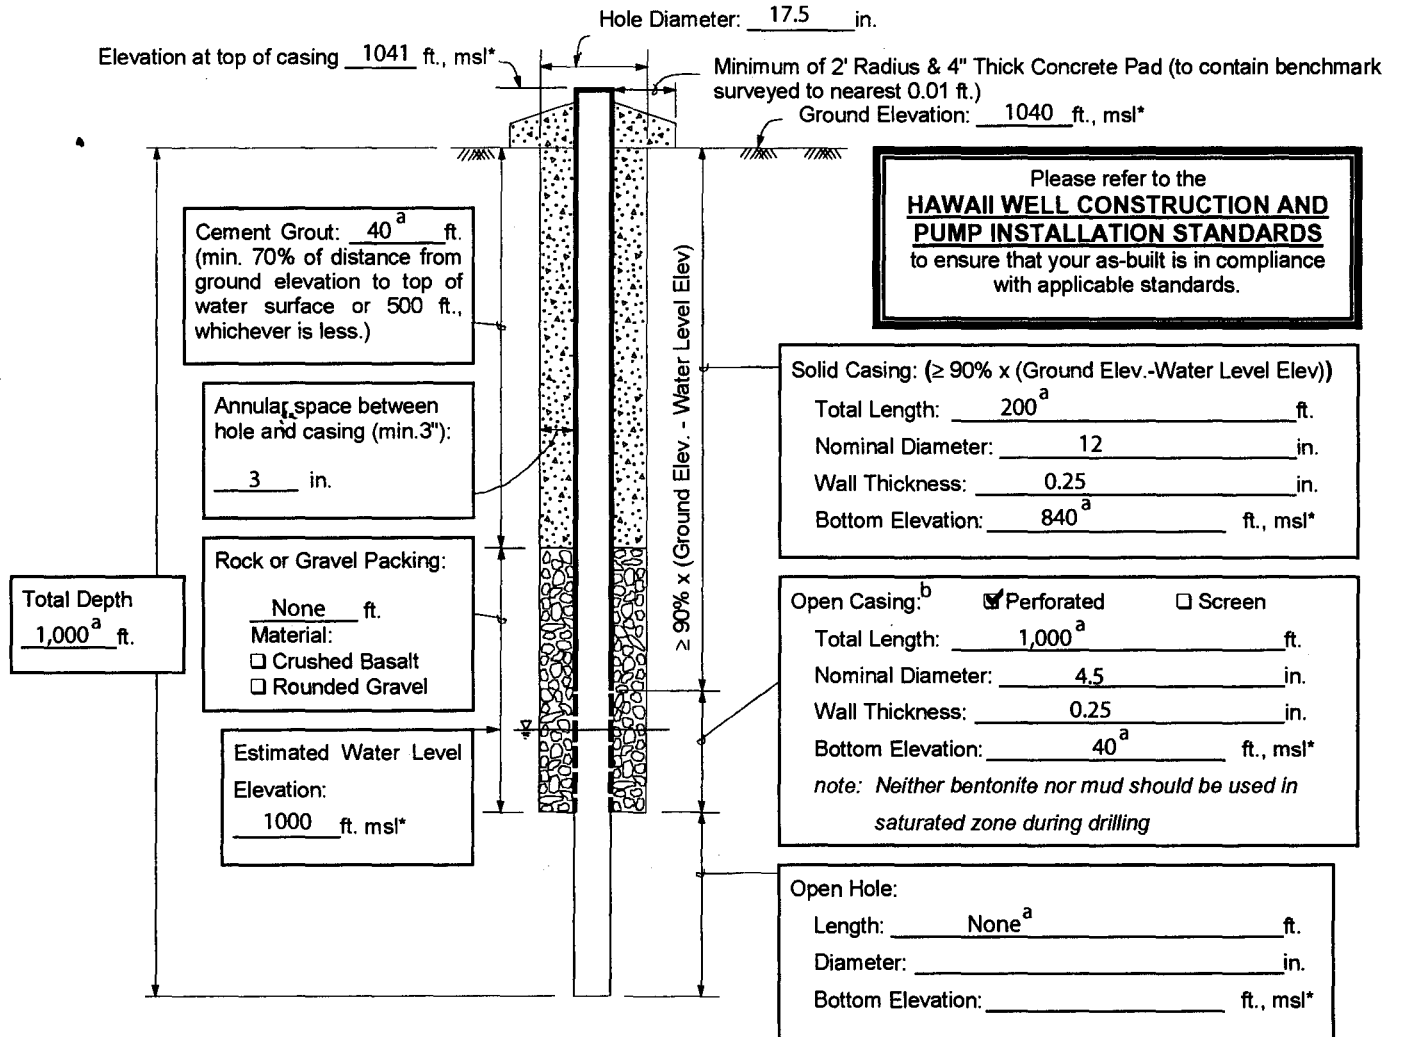 Hole Diameter: 17.5 in.
Elevation at top of casing 1041 ft., msl*
Minimum of 2' Radius & 4" Thick Concrete Pad (to contain benchmark
surveyed to nearest 0.01 ft.)
Ground Elevation: 1040 ft., msl*
Please refer to the
HAWAII WELL CONSTRUCTION AND
PUMP INSTALLATION STANDARDS
to ensure that your as-built is in compliance
with applicable standards.
Cement Grout: 40 a ft.
(min. 70% of distance from
ground elevation to top of
water surface or 500 ft.,
whichever is less.)
Annular space between
hole and casing (min.3"):
3 in.
Rock or Gravel Packing:
None ft.
Material:
☐ Crushed Basalt
☐ Rounded Gravel
Total Depth
1,000 a ft.
Estimated Water Level
Elevation:
1000 ft. msl*
≥ 90% x (Ground Elev. - Water Level Elev)
Solid Casing: (≥ 90% x (Ground Elev.-Water Level Elev))
Total Length: 200 a ft.
Nominal Diameter: 12 in.
Wall Thickness: 0.25 in.
Bottom Elevation: 840 a ft., msl*
Open Casing: b ☑ Perforated ☐ Screen
Total Length: 1,000 a ft.
Nominal Diameter: 4.5 in.
Wall Thickness: 0.25 in.
Bottom Elevation: 40 a ft., msl*
note: Neither bentonite nor mud should be used in
saturated zone during drilling
Open Hole:
Length: None a ft.
Diameter: in.
Bottom Elevation: ft., msl*